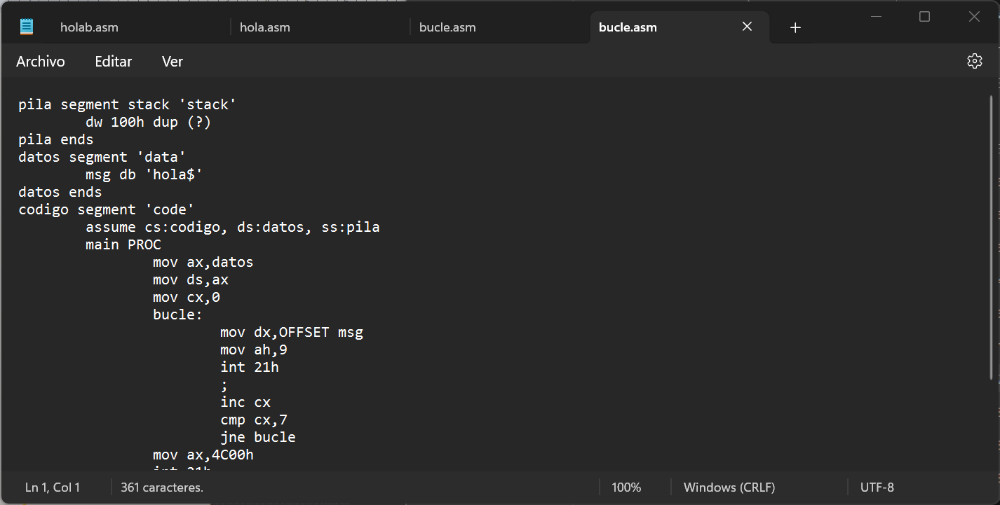 holab.asm
hola.asm
bucle.asm
bucle.asm
Archivo Editar Ver
pila segment stack 'stack'
dw 100h dup (?)
pila ends
datos segment 'data'
msg db 'hola$'
datos ends
codigo segment 'code'
assume cs:codigo, ds:datos, ss:pila
main PROC
mov ax,datos
mov ds,ax
mov cx,0
bucle:
mov dx,OFFSET msg
mov ah,9
int 21h
;
inc cx
cmp cx,7
jne bucle
mov ax,4C00h
int 21h
Ln 1, Col 1 361 caracteres. 100% Windows (CRLF) UTF-8